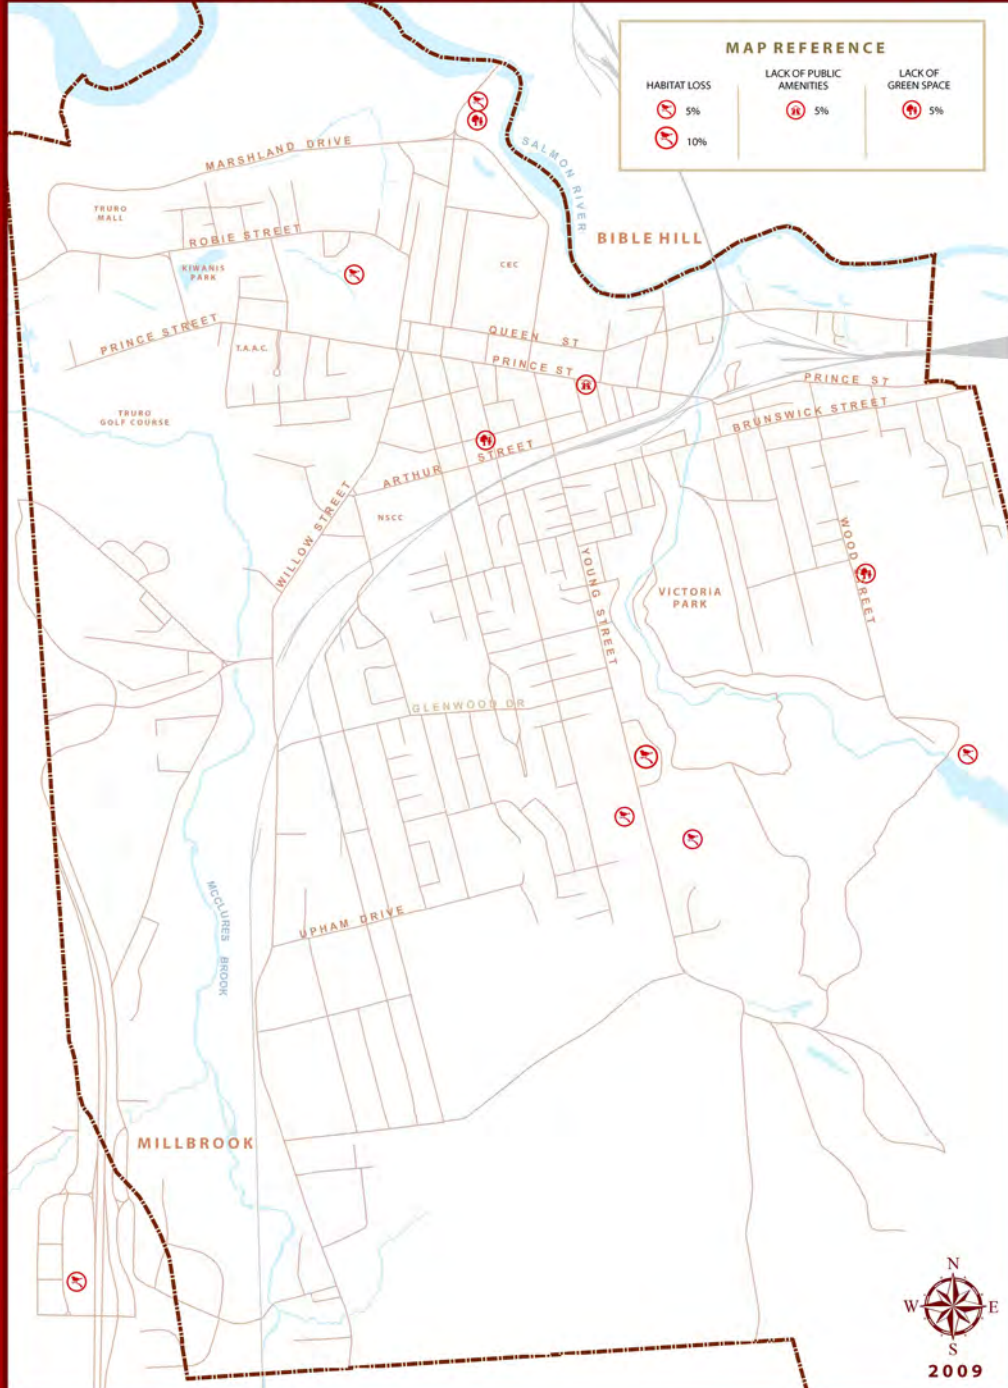 MAP REFERENCE
HABITAT LOSS
5%
10%
LACK OF PUBLIC
AMENITIES
5%
LACK OF
GREEN SPACE
5%
MARSHLAND DRIVE
SALMON RIVER
TRURO
MALL
ROBIE STREET
BIBLE HILL
KIWANIS
PARK
CEC
PRINCE STREET
QUEEN ST
T.A.A.C.
PRINCE ST
PRINCE ST
TRURO
GOLF COURSE
BRUNSWICK STREET
ARTHUR STREET
WILLOW STREET
NSCC
YOUNG STREET
WOOD STREET
VICTORIA
PARK
GLENWOOD DR
MCCLURES BROOK
UPHAM DRIVE
MILLBROOK
N
W
E
S
2009